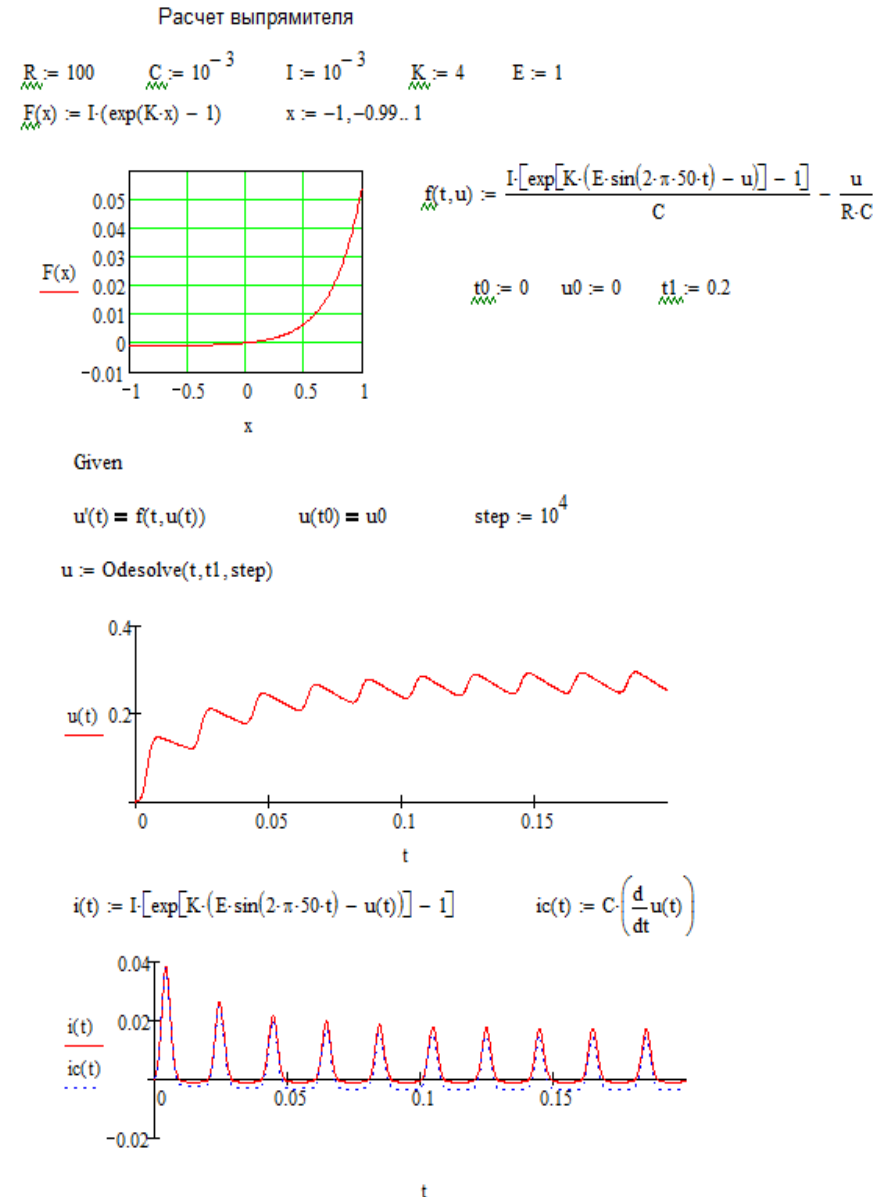 Расчет выпрямителя
R := 100 C := 10^-3 I := 10^-3 K := 4 E := 1
F(x) := I·(exp(K·x) − 1) x := −1, −0.99.. 1
f(t,u) := I·[exp[K·(E·sin(2·π·50·t) − u)] − 1] / C − u / R·C
t0 := 0 u0 := 0 t1 := 0.2
0.05
0.04
0.03
F(x) 0.02
0.01
0
−0.01
−1 −0.5 0 0.5 1
x
Given
u'(t) = f(t,u(t)) u(t0) = u0 step := 10^4
u := Odesolve(t,t1,step)
0.4
u(t) 0.2
0 0.05 0.1 0.15
t
i(t) := I·[exp[K·(E·sin(2·π·50·t) − u(t))] − 1] ic(t) := C·(d/dt u(t))
0.04
i(t) 0.02
ic(t)
0 0.05 0.1 0.15
−0.02
t